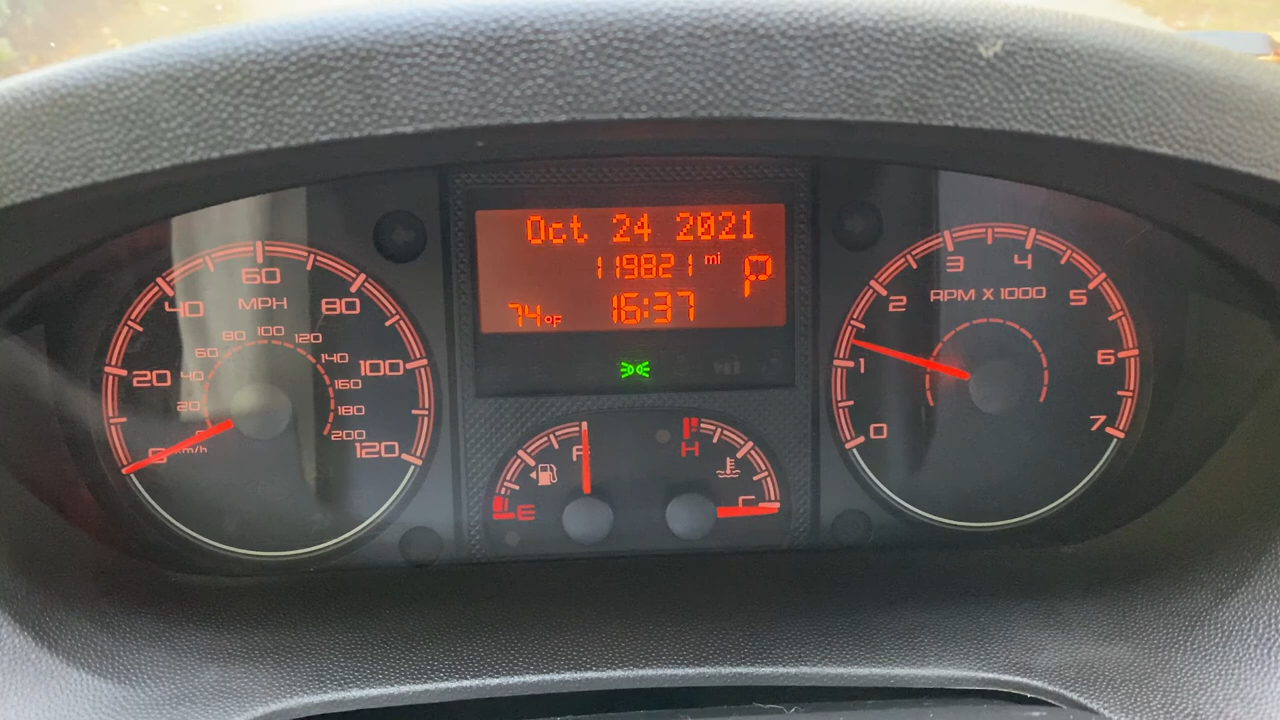 Oct 24 2021
119821 mi P
74°F 16:37
0 20 40 60 80 100 120
MPH
20 40 60 80 100 120 140 160 180 200
km/h
0 1 2 3 4 5 6 7
RPM X 1000
E F
H C